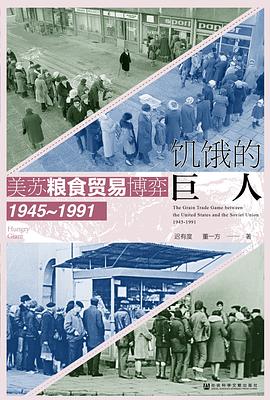 sport
papier
饥饿的
巨人
美苏粮食贸易博弈
1945~1991
Hungry
Giant
The Grain Trade Game between
the United States and the Soviet Union
1945-1991
迟有度 董一方 —— 著
社会科学文献出版社